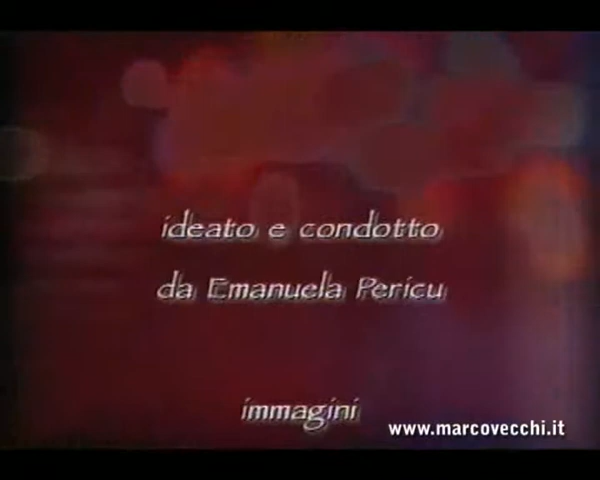 ideato e condotto
da Emanuela Pericu
immagini
www.marcovecchi.it